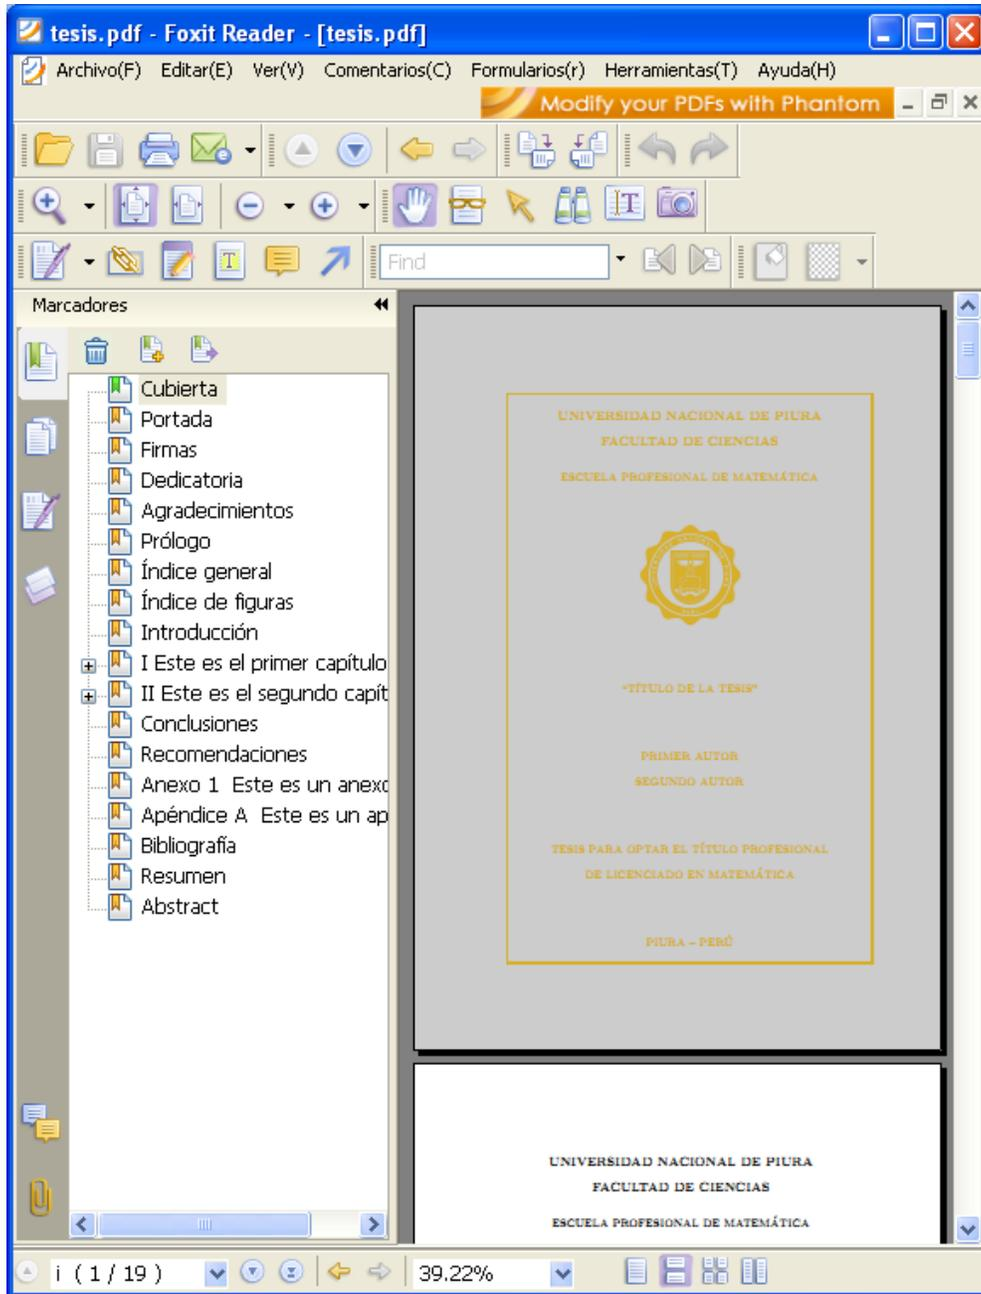 tesis.pdf - Foxit Reader - [tesis.pdf]
Archivo(F) Editar(E) Ver(V) Comentarios(C) Formularios(r) Herramientas(T) Ayuda(H)
Modify your PDFs with Phantom
Find
Marcadores
Cubierta
Portada
Firmas
Dedicatoria
Agradecimientos
Prólogo
Índice general
Índice de figuras
Introducción
I Este es el primer capítulo
II Este es el segundo capít
Conclusiones
Recomendaciones
Anexo 1 Este es un anexo
Apéndice A Este es un ap
Bibliografía
Resumen
Abstract
UNIVERSIDAD NACIONAL DE PIURA
FACULTAD DE CIENCIAS
ESCUELA PROFESIONAL DE MATEMÁTICA
"TÍTULO DE LA TESIS"
PRIMER AUTOR
SEGUNDO AUTOR
TESIS PARA OPTAR EL TÍTULO PROFESIONAL
DE LICENCIADO EN MATEMÁTICA
PIURA – PERÚ
UNIVERSIDAD NACIONAL DE PIURA
FACULTAD DE CIENCIAS
ESCUELA PROFESIONAL DE MATEMÁTICA
i ( 1 / 19 )
39.22%